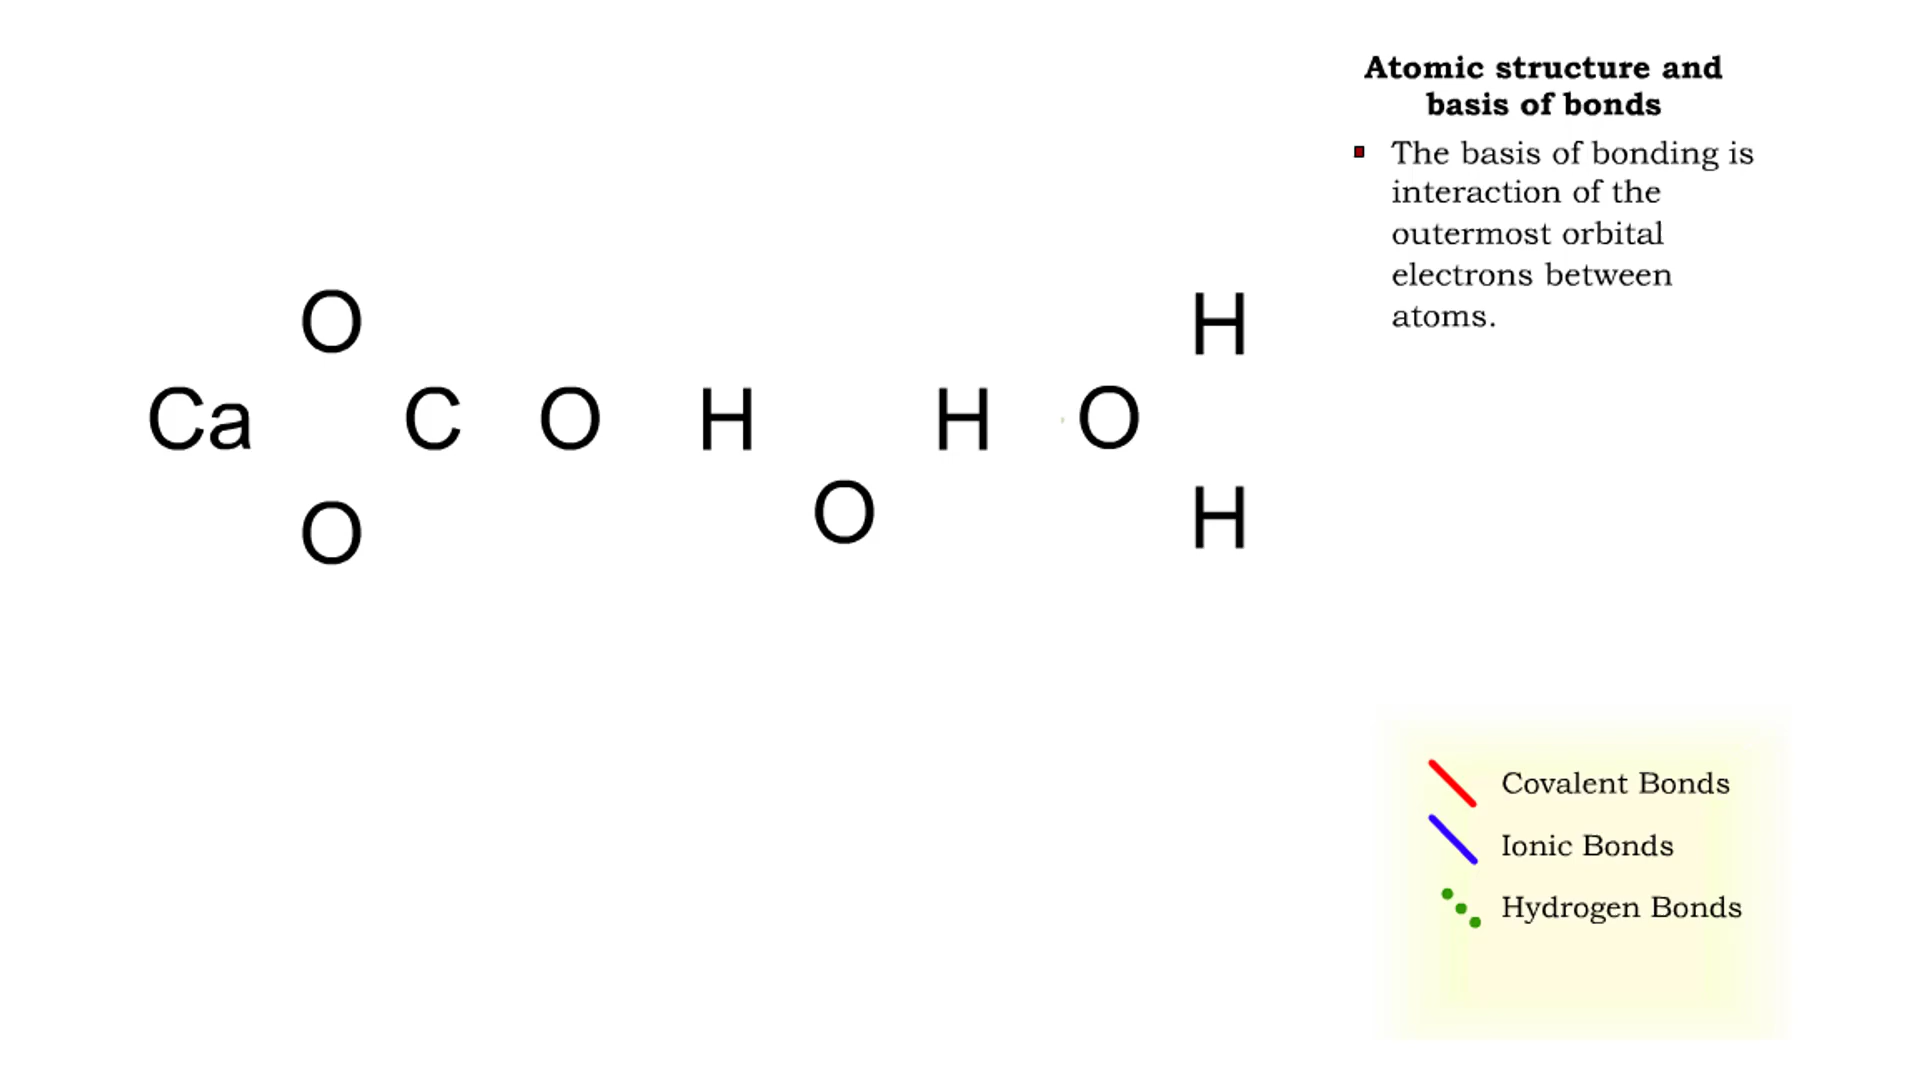 Atomic structure and
basis of bonds
The basis of bonding is
interaction of the
outermost orbital
electrons between
atoms.
O H
Ca C O H H O
O O H
Covalent Bonds
Ionic Bonds
Hydrogen Bonds